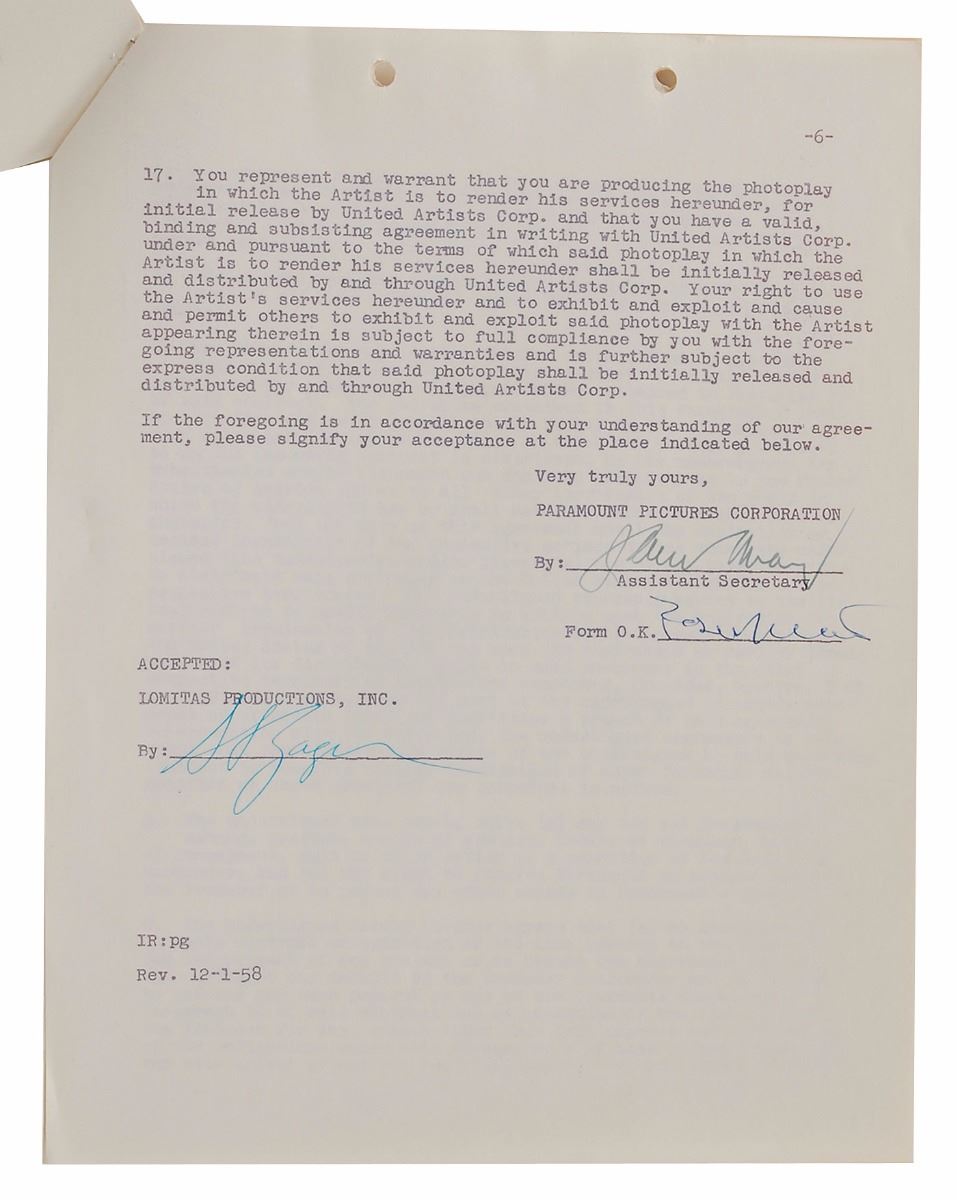 -6-
17. You represent and warrant that you are producing the photoplay
in which the Artist is to render his services hereunder, for
initial release by United Artists Corp. and that you have a valid,
binding and subsisting agreement in writing with United Artists Corp.
under and pursuant to the terms of which said photoplay in which the
Artist is to render his services hereunder shall be initially released
and distributed by and through United Artists Corp. Your right to use
the Artist's services hereunder and to exhibit and exploit and cause
and permit others to exhibit and exploit said photoplay with the Artist
appearing therein is subject to full compliance by you with the fore-
going representations and warranties and is further subject to the
express condition that said photoplay shall be initially released and
distributed by and through United Artists Corp.
If the foregoing is in accordance with your understanding of our agree-
ment, please signify your acceptance at the place indicated below.
Very truly yours,
PARAMOUNT PICTURES CORPORATION
By:
Assistant Secretary
Form O.K.
ACCEPTED:
LOMITAS PRODUCTIONS, INC.
By:
IR:pg
Rev. 12-1-58